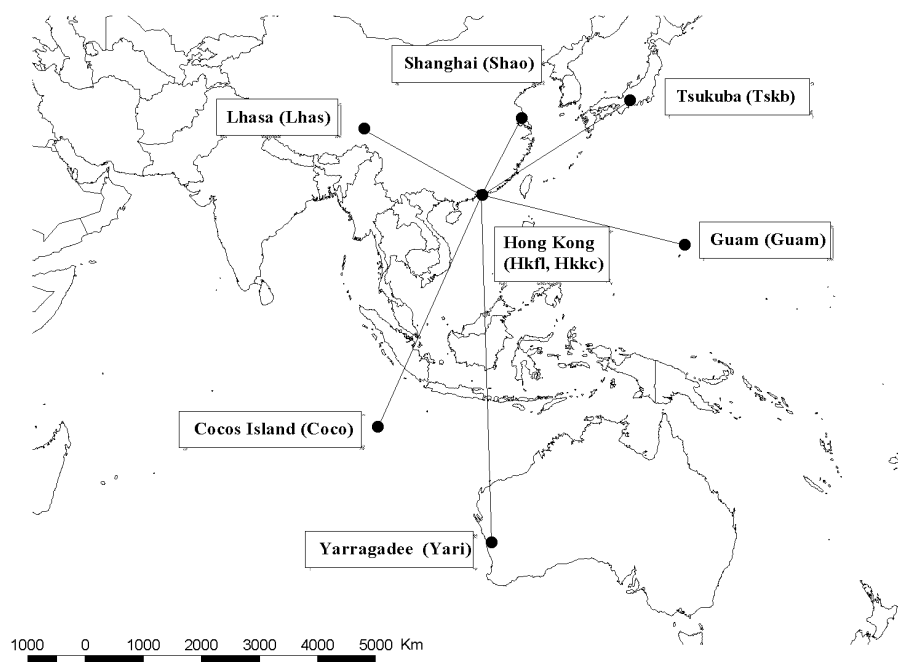 Shanghai (Shao)
Tsukuba (Tskb)
Lhasa (Lhas)
Guam (Guam)
Hong Kong
(Hkfl, Hkkc)
Cocos Island (Coco)
Yarragadee (Yari)
1000 0 1000 2000 3000 4000 5000 Km